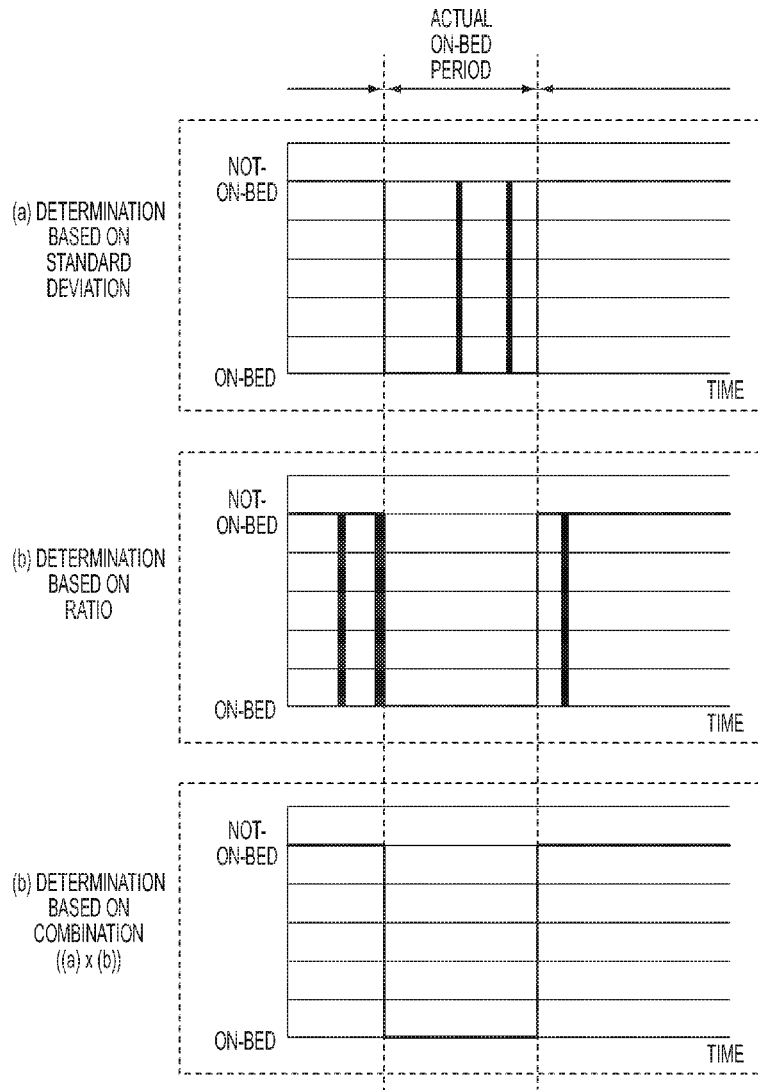 ACTUAL
ON-BED
PERIOD
(a) DETERMINATION
BASED ON
STANDARD
DEVIATION
NOT-
ON-BED
ON-BED
TIME
(b) DETERMINATION
BASED ON
RATIO
NOT-
ON-BED
ON-BED
TIME
(b) DETERMINATION
BASED ON
COMBINATION
((a) x (b))
NOT-
ON-BED
ON-BED
TIME